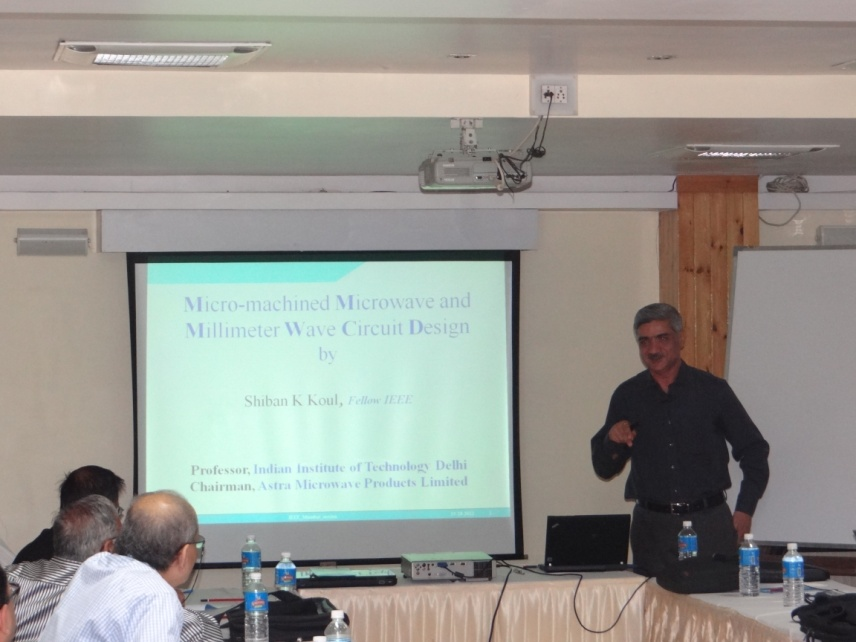 Micro-machined Microwave and
Millimeter Wave Circuit Design
by
Shiban K Koul, Fellow IEEE
Professor, Indian Institute of Technology Delhi
Chairman, Astra Microwave Products Limited